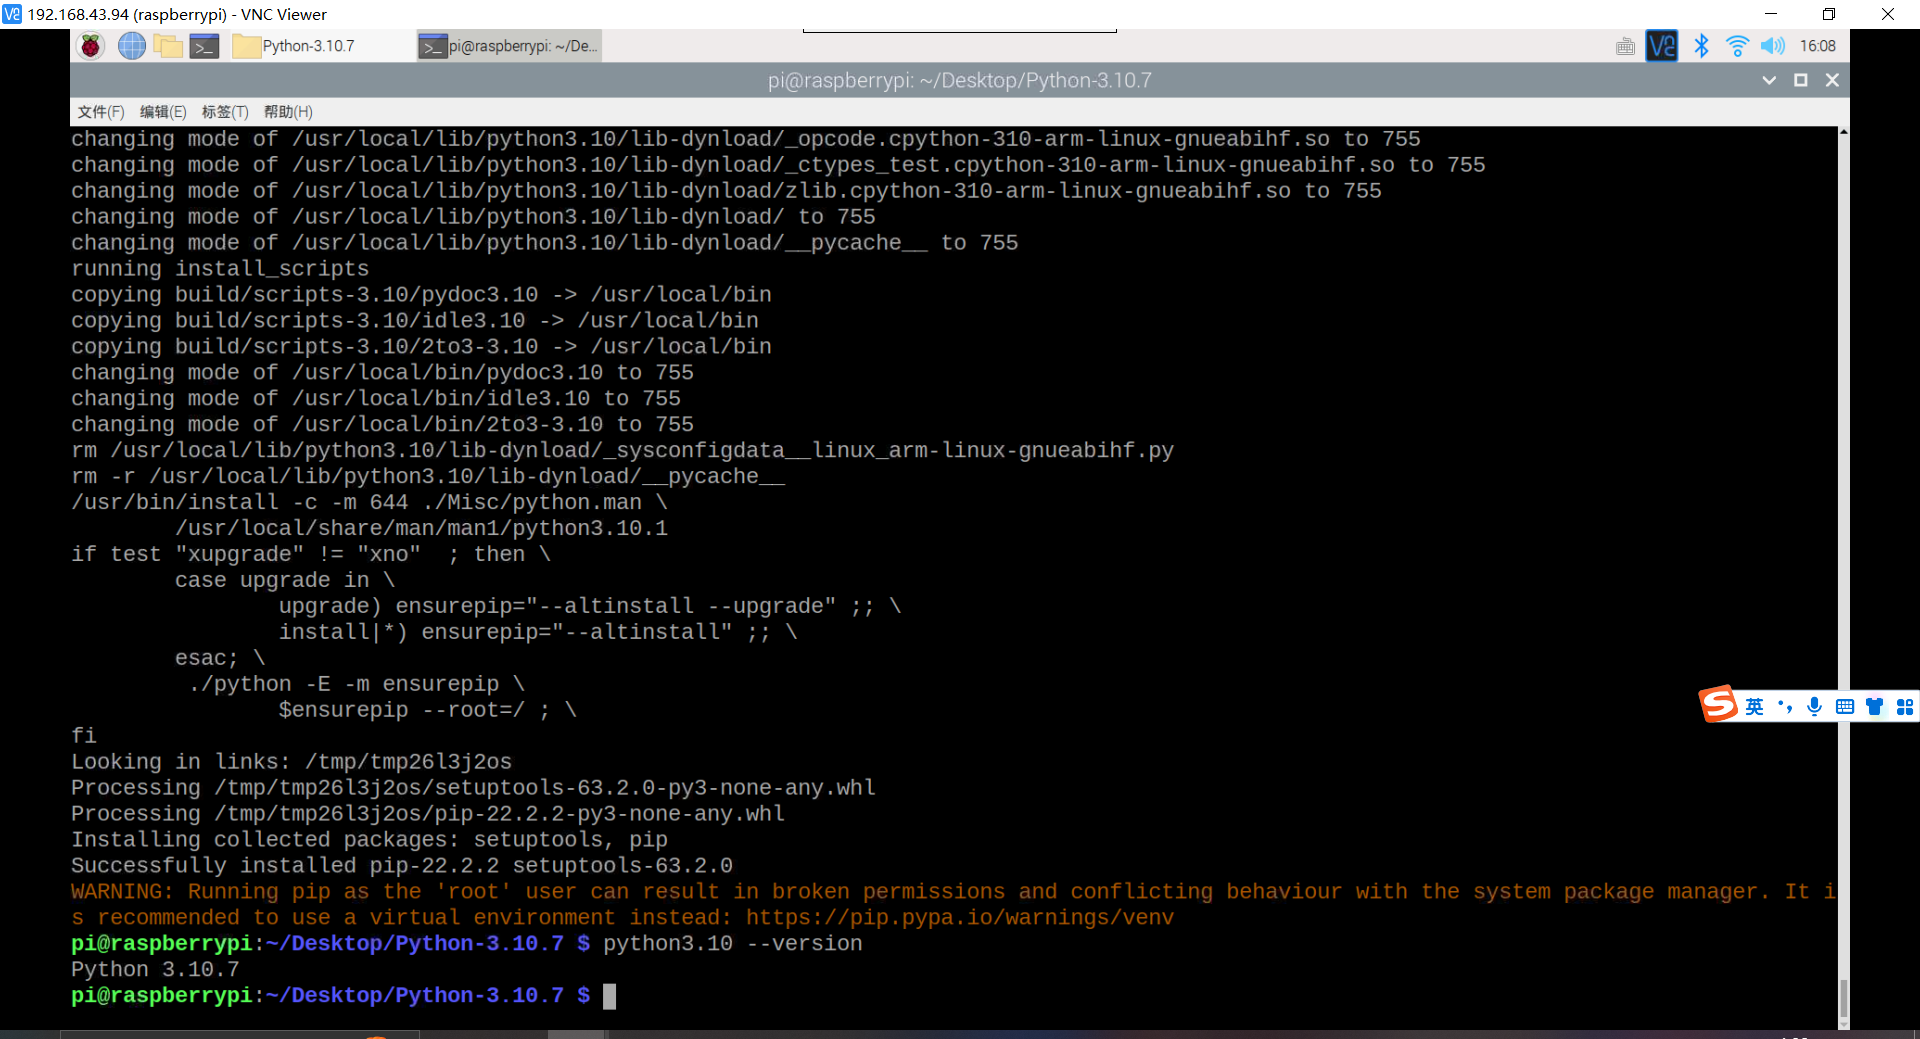 192.168.43.94 (raspberrypi) - VNC Viewer
Python-3.10.7
pi@raspberrypi: ~/De...
16:08
pi@raspberrypi: ~/Desktop/Python-3.10.7
文件(F) 编辑(E) 标签(T) 帮助(H)
changing mode of /usr/local/lib/python3.10/lib-dynload/_opcode.cpython-310-arm-linux-gnueabihf.so to 755
changing mode of /usr/local/lib/python3.10/lib-dynload/_ctypes_test.cpython-310-arm-linux-gnueabihf.so to 755
changing mode of /usr/local/lib/python3.10/lib-dynload/zlib.cpython-310-arm-linux-gnueabihf.so to 755
changing mode of /usr/local/lib/python3.10/lib-dynload/ to 755
changing mode of /usr/local/lib/python3.10/lib-dynload/__pycache__ to 755
running install_scripts
copying build/scripts-3.10/pydoc3.10 -> /usr/local/bin
copying build/scripts-3.10/idle3.10 -> /usr/local/bin
copying build/scripts-3.10/2to3-3.10 -> /usr/local/bin
changing mode of /usr/local/bin/pydoc3.10 to 755
changing mode of /usr/local/bin/idle3.10 to 755
changing mode of /usr/local/bin/2to3-3.10 to 755
rm /usr/local/lib/python3.10/lib-dynload/_sysconfigdata__linux_arm-linux-gnueabihf.py
rm -r /usr/local/lib/python3.10/lib-dynload/__pycache__
/usr/bin/install -c -m 644 ./Misc/python.man \
/usr/local/share/man/man1/python3.10.1
if test "xupgrade" != "xno"  ; then \
case upgrade in \
upgrade) ensurepip="--altinstall --upgrade" ;; \
install|*) ensurepip="--altinstall" ;; \
esac; \
./python -E -m ensurepip \
$ensurepip --root=/ ; \
fi
Looking in links: /tmp/tmp26l3j2os
Processing /tmp/tmp26l3j2os/setuptools-63.2.0-py3-none-any.whl
Processing /tmp/tmp26l3j2os/pip-22.2.2-py3-none-any.whl
Installing collected packages: setuptools, pip
Successfully installed pip-22.2.2 setuptools-63.2.0
WARNING: Running pip as the 'root' user can result in broken permissions and conflicting behaviour with the system package manager. It i
s recommended to use a virtual environment instead: https://pip.pypa.io/warnings/venv
pi@raspberrypi:~/Desktop/Python-3.10.7 $ python3.10 --version
Python 3.10.7
pi@raspberrypi:~/Desktop/Python-3.10.7 $
英